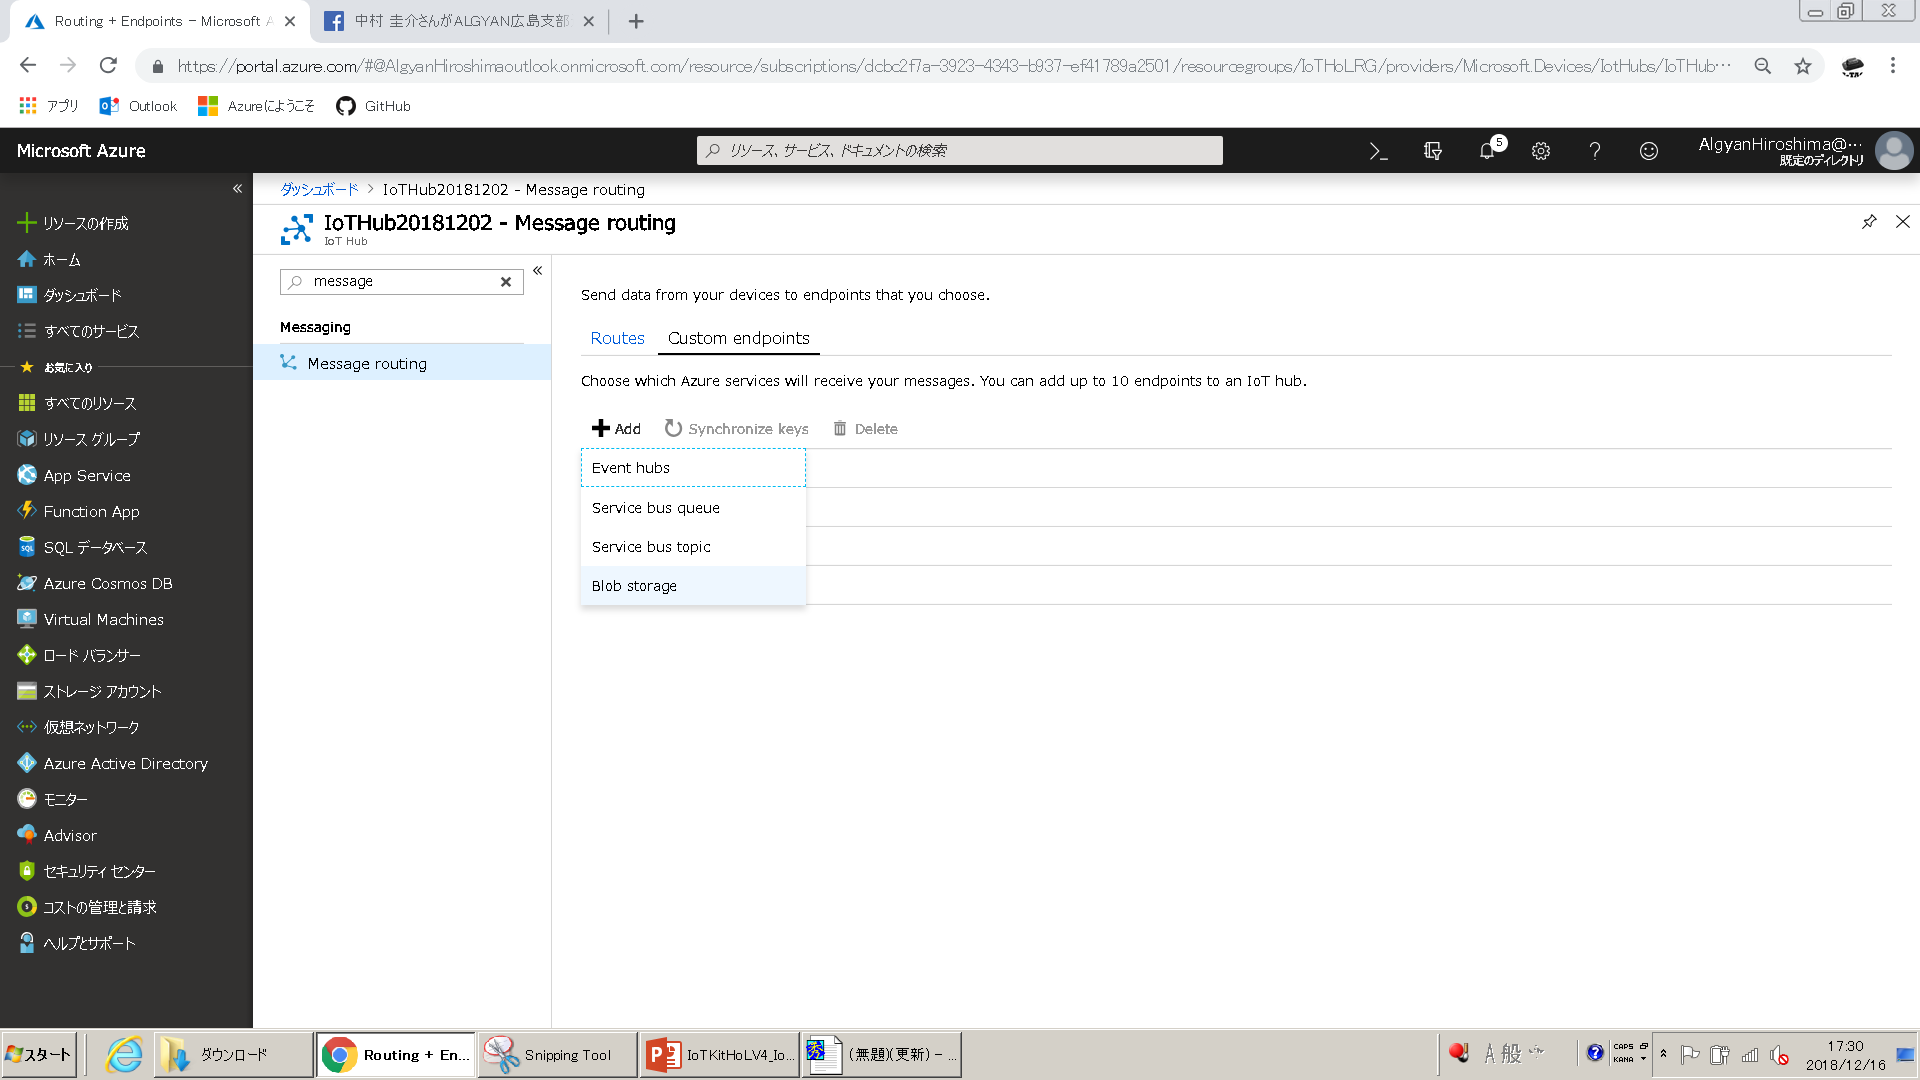 Routing + Endpoints - Microsoft A
中村 圭介さんがALGYAN広島支部
https://portal.azure.com/#@AlgyanHiroshimaoutlook.onmicrosoft.com/resource/subscriptions/dcbc2f7a-3923-4343-b937-ef41789a2501/resourcegroups/IoTHoLRG/providers/Microsoft.Devices/IotHubs/IoTHub…
アプリ
Outlook
Azureにようこそ
GitHub
Microsoft Azure
リソース、サービス、ドキュメントの検索
5
AlgyanHiroshima@…
既定のディレクトリ
«
リソースの作成
ホーム
ダッシュボード
すべてのサービス
お気に入り
すべてのリソース
リソース グループ
App Service
Function App
SQL データベース
Azure Cosmos DB
Virtual Machines
ロード バランサー
ストレージ アカウント
仮想ネットワーク
Azure Active Directory
モニター
Advisor
セキュリティ センター
コストの管理と請求
ヘルプとサポート
ダッシュボード > IoTHub20181202 - Message routing
IoTHub20181202 - Message routing
IoT Hub
message
«
Messaging
Message routing
Send data from your devices to endpoints that you choose.
Routes
Custom endpoints
Choose which Azure services will receive your messages. You can add up to 10 endpoints to an IoT hub.
Add
Synchronize keys
Delete
Event hubs
Service bus queue
Service bus topic
Blob storage
スタート
ダウンロード
Routing + En...
Snipping Tool
IoTKitHoLV4_Io...
(無題)(更新) - ...
A 般
CAPS
KANA
17:30
2018/12/16